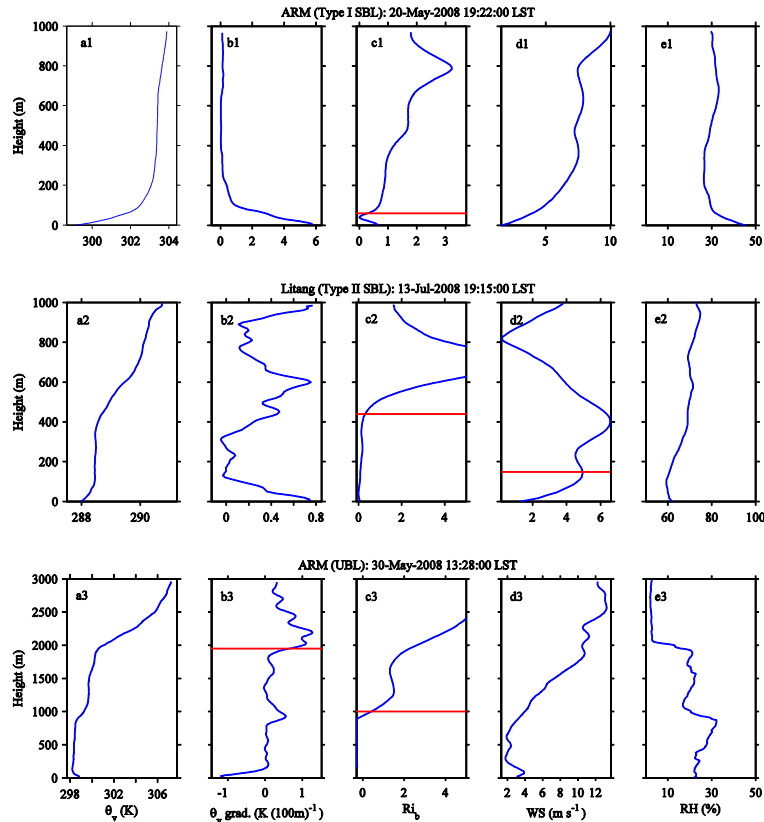 ARM (Type I SBL): 20-May-2008 19:22:00 LST
a1 b1 c1 d1 e1
Height (m)
1000
800
600
400
200
0
300 302 304 0 2 4 6 0 1 2 3 5 10 10 30 50
Litang (Type II SBL): 13-Jul-2008 19:15:00 LST
a2 b2 c2 d2 e2
Height (m)
1000
800
600
400
200
0
288 290 0 0.4 0.8 0 2 4 2 4 6 60 80 100
ARM (UBL): 30-May-2008 13:28:00 LST
a3 b3 c3 d3 e3
Height (m)
3000
2500
2000
1500
1000
500
0
298 302 306 -1 0 1 0 2 4 2 4 6 8 10 12 10 30 50
θv (K) θv grad. (K (100m)⁻¹) Rib WS (m s⁻¹) RH (%)